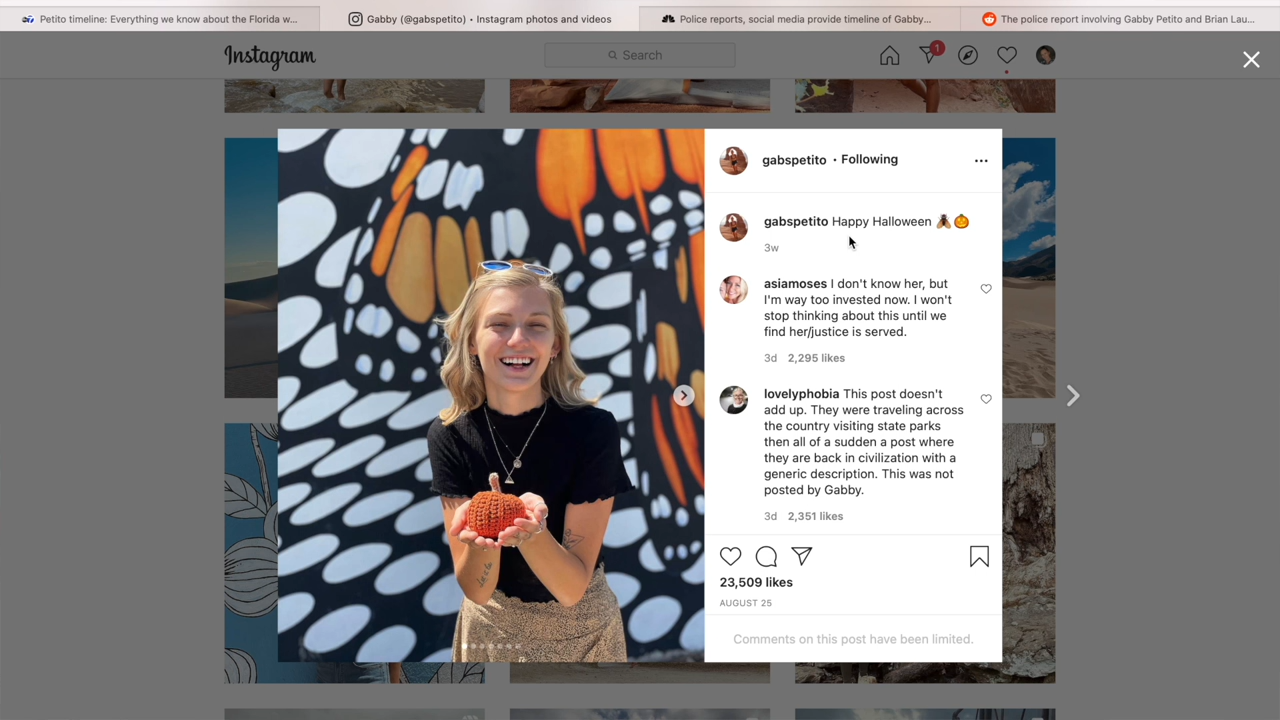 Petito timeline: Everything we know about the Florida w...
Gabby (@gabspetito) • Instagram photos and videos
Police reports, social media provide timeline of Gabby...
The police report involving Gabby Petito and Brian Lau...
Instagram
Search
1
gabspetito • Following
gabspetito Happy Halloween
3w
asiamoses I don't know her, but
I'm way too invested now. I won't
stop thinking about this until we
find her/justice is served.
3d 2,295 likes
lovelyphobia This post doesn't
add up. They were traveling across
the country visiting state parks
then all of a sudden a post where
they are back in civilization with a
generic description. This was not
posted by Gabby.
3d 2,351 likes
23,509 likes
AUGUST 25
Comments on this post have been limited.